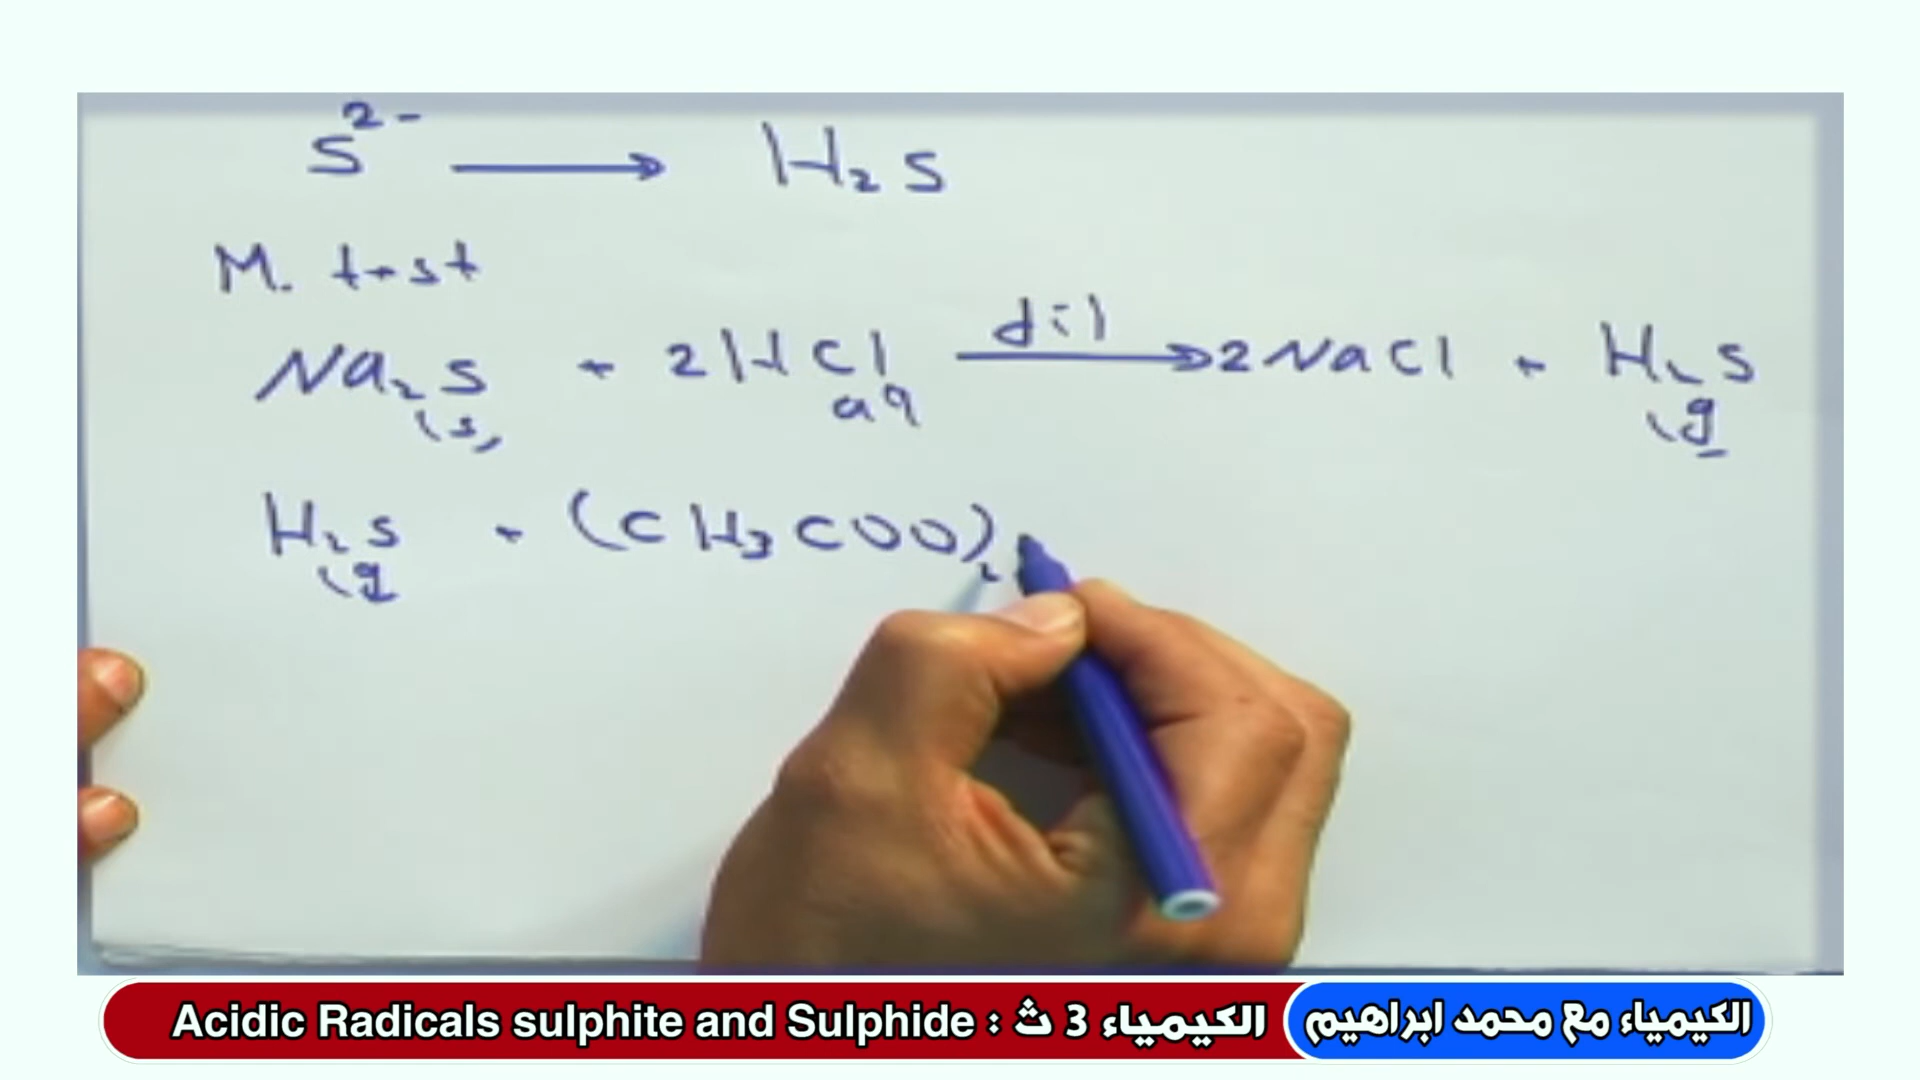 S²⁻ → H₂S
M. test
Na₂S + 2HCl dil → 2NaCl + H₂S
(s) aq (g
H₂S + (CH₃COO)₂
(g
Acidic Radicals sulphite and Sulphide : الكيمياء 3 ث
الكيمياء مع محمد ابراهيم